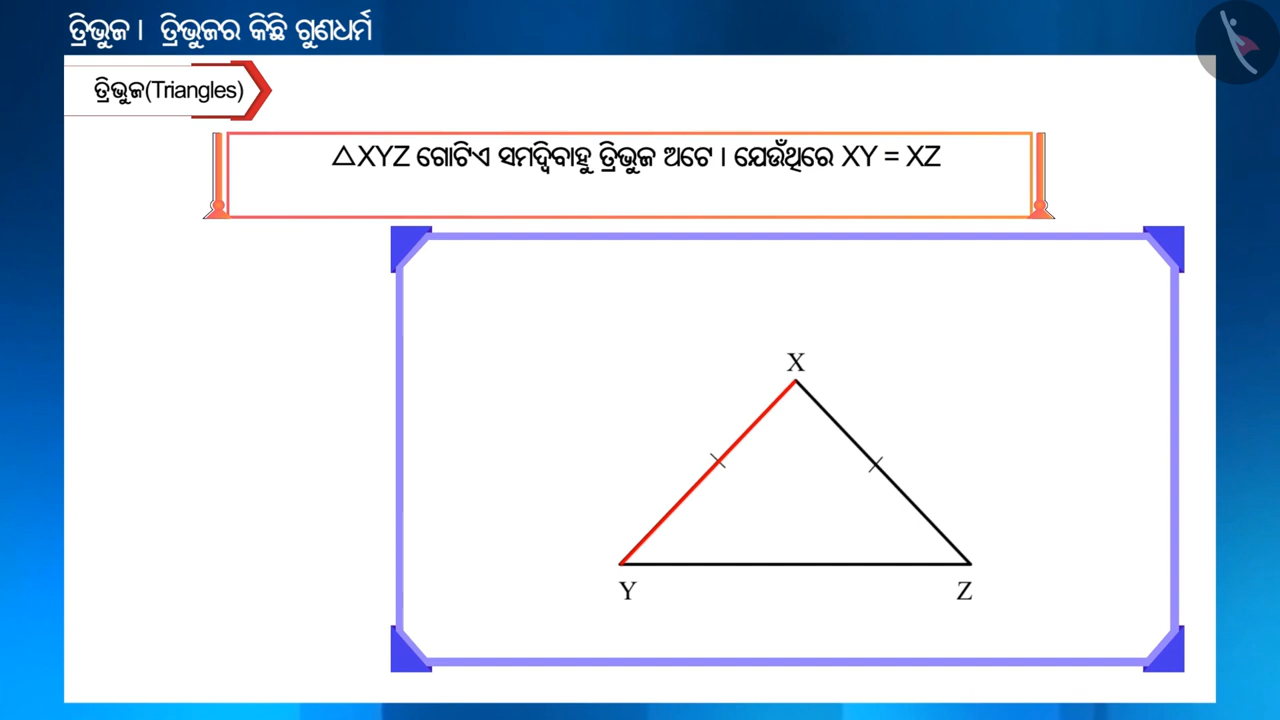 ତ୍ରିଭୁଜ । ତ୍ରିଭୁଜର କିଛି ଗୁଣଧର୍ମ
ତ୍ରିଭୁଜ(Triangles)
△XYZ ଗୋଟିଏ ସମଦ୍ୱିବାହୁ ତ୍ରିଭୁଜ ଅଟେ । ଯେଉଁଥିରେ XY = XZ
X
Y
Z